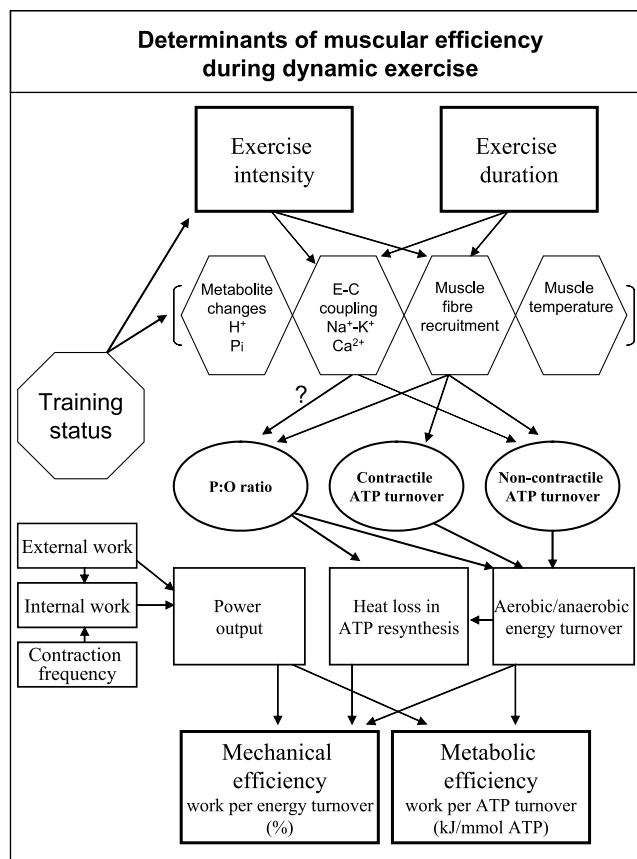 Determinants of muscular efficiency
during dynamic exercise
Exercise
intensity
Exercise
duration
Metabolite
changes
H⁺
Pi
E-C
coupling
Na⁺-K⁺
Ca²⁺
Muscle
fibre
recruitment
Muscle
temperature
Training
status
?
P:O ratio
Contractile
ATP turnover
Non-contractile
ATP turnover
External work
Internal work
Contraction
frequency
Power
output
Heat loss in
ATP resynthesis
Aerobic/anaerobic
energy turnover
Mechanical
efficiency
work per energy turnover
(%)
Metabolic
efficiency
work per ATP turnover
(kJ/mmol ATP)